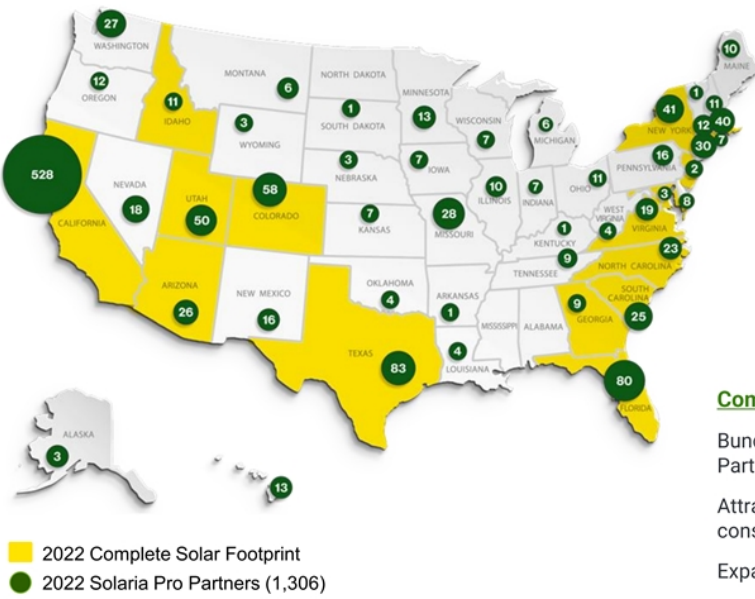 27
WASHINGTON
12
OREGON
11
IDAHO
MONTANA
6
3
WYOMING
NORTH DAKOTA
1
SOUTH DAKOTA
3
NEBRASKA
MINNESOTA
13
WISCONSIN
7
6
MICHIGAN
7
IOWA
10
ILLINOIS
7
INDIANA
11
OHIO
16
PENNSYLVANIA
41
NEW YORK
1
11
10
MAINE
12
40
7
30
2
3
8
528
CALIFORNIA
NEVADA
18
UTAH
50
58
COLORADO
7
KANSAS
28
MISSOURI
1
KENTUCKY
WEST
VIRGINIA
4
19
VIRGINIA
9
TENNESSEE
23
NORTH CAROLINA
SOUTH
CAROLINA
25
ARIZONA
26
NEW MEXICO
16
OKLAHOMA
4
ARKANSAS
1
MISSISSIPPI
ALABAMA
9
GEORGIA
TEXAS
83
4
LOUISIANA
80
FLORIDA
ALASKA
3
13
2022 Complete Solar Footprint
2022 Solaria Pro Partners (1,306)